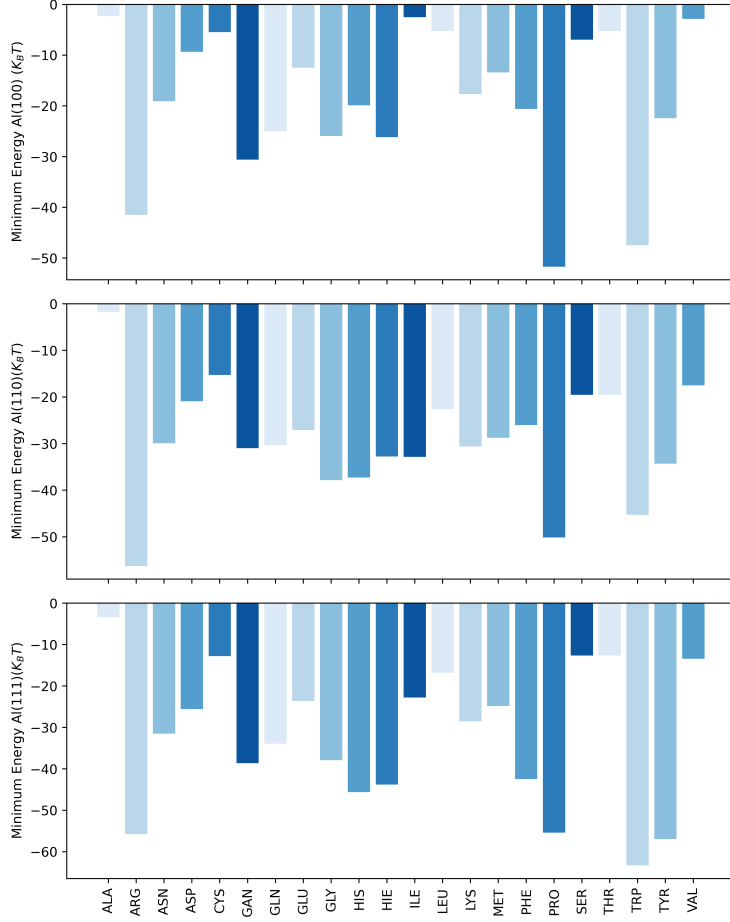 Minimum Energy Al(100) (K_BT)
0
−10
−20
−30
−40
−50
Minimum Energy Al(110)(K_BT)
0
−10
−20
−30
−40
−50
Minimum Energy Al(111)(K_BT)
0
−10
−20
−30
−40
−50
−60
ALA
ARG
ASN
ASP
CYS
GAN
GLN
GLU
GLY
HIS
HIE
ILE
LEU
LYS
MET
PHE
PRO
SER
THR
TRP
TYR
VAL